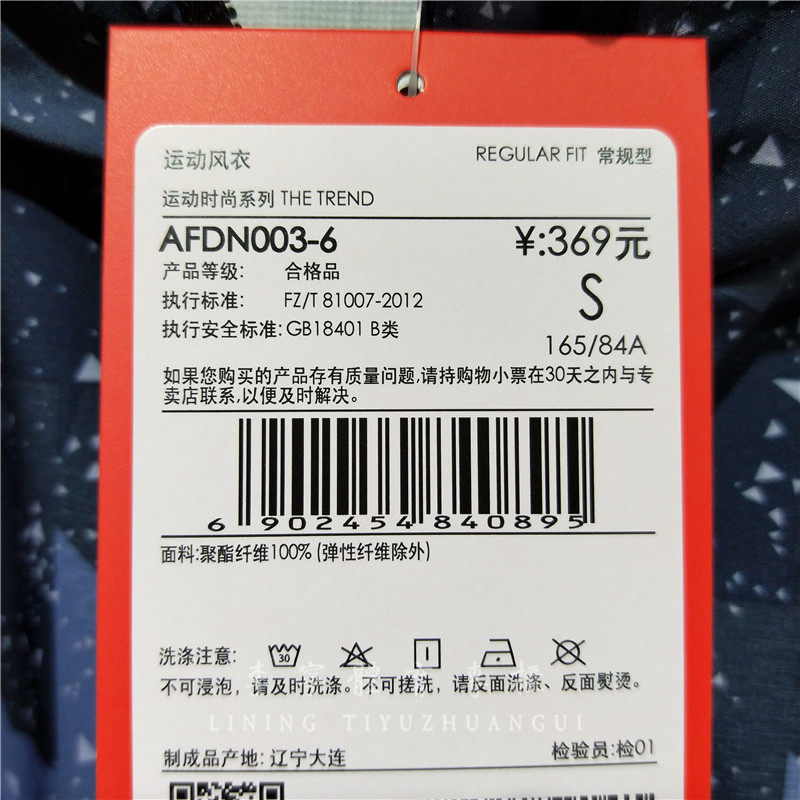 运动风衣
REGULAR FIT 常规型
运动时尚系列 THE TREND
AFDN003-6
¥:369元
产品等级: 合格品
S
执行标准: FZ/T 81007-2012
执行安全标准: GB18401 B类
165/84A
如果您购买的产品存有质量问题,请持购物小票在30天之内与专
卖店联系,以便及时解决。
6 902454 840895
面料:聚酯纤维100% (弹性纤维除外)
洗涤注意:
30
不可浸泡，请及时洗涤。不可搓洗，请反面洗涤、反面熨烫。
LINING TIYUZHUANGUI
制成品产地: 辽宁大连
检验员:检01